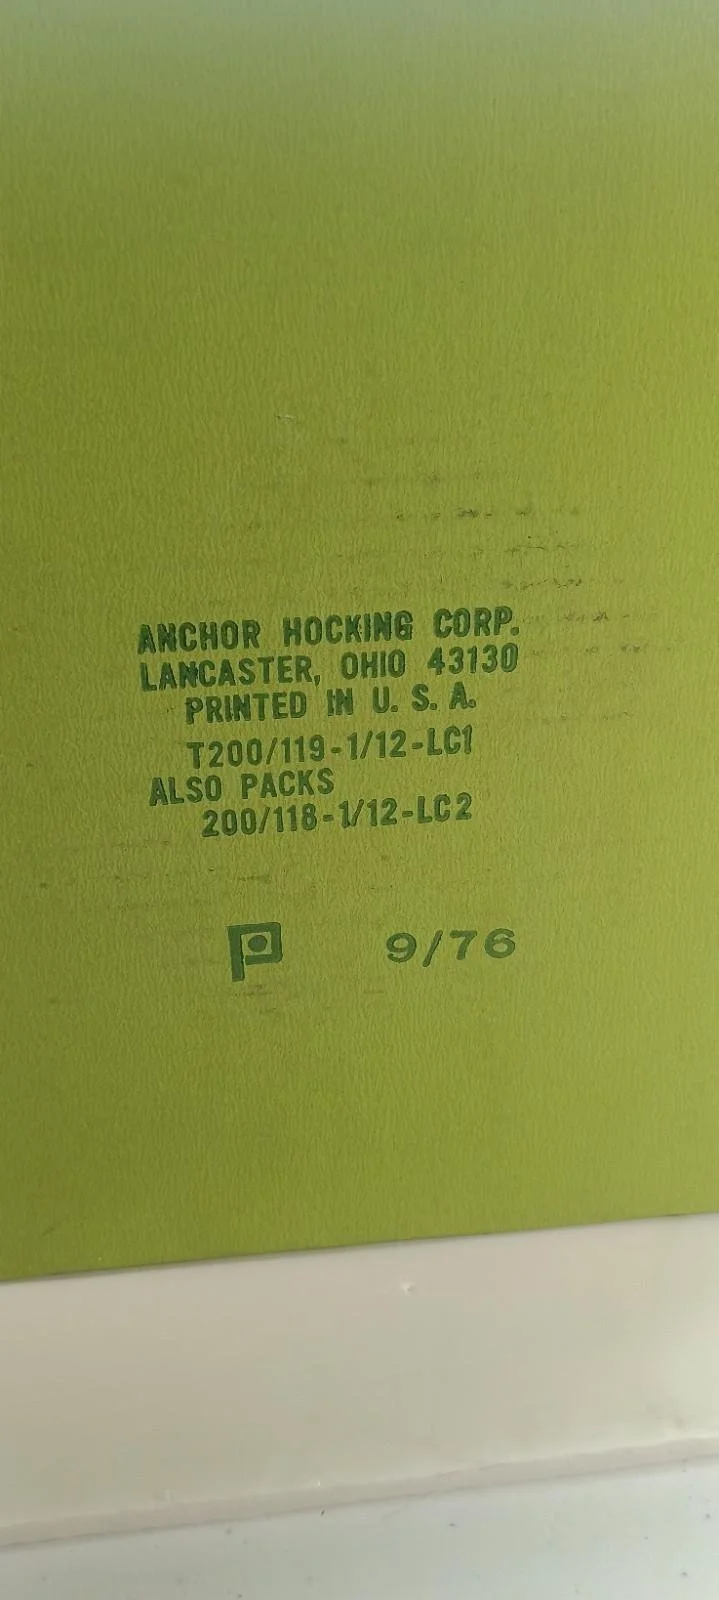 ANCHOR HOCKING CORP.
LANCASTER, OHIO 43130
PRINTED IN U. S. A.
T200/119-1/12-LC1
ALSO PACKS
200/118-1/12-LC2
P 9/76